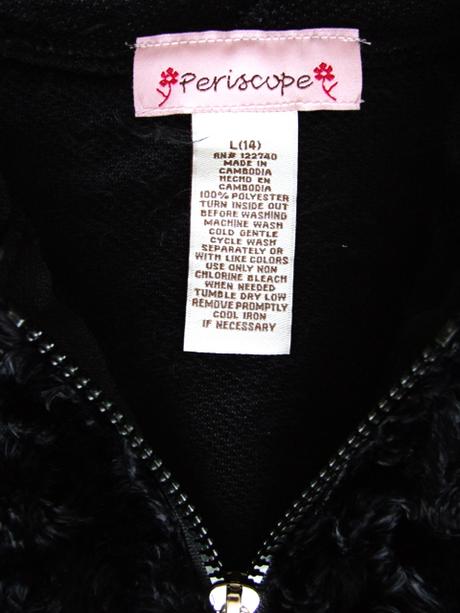 Periscope
L(14)
RN# 122740
MADE IN
CAMBODIA
HECHO EN
CAMBODIA
100% POLYESTER
TURN INSIDE OUT
BEFORE WASHING
MACHINE WASH
COLD GENTLE
CYCLE WASH
SEPARATELY OR
WITH LIKE COLORS
USE ONLY NON
CHLORINE BLEACH
WHEN NEEDED
TUMBLE DRY LOW
REMOVE PROMPTLY
COOL IRON
IF NECESSARY